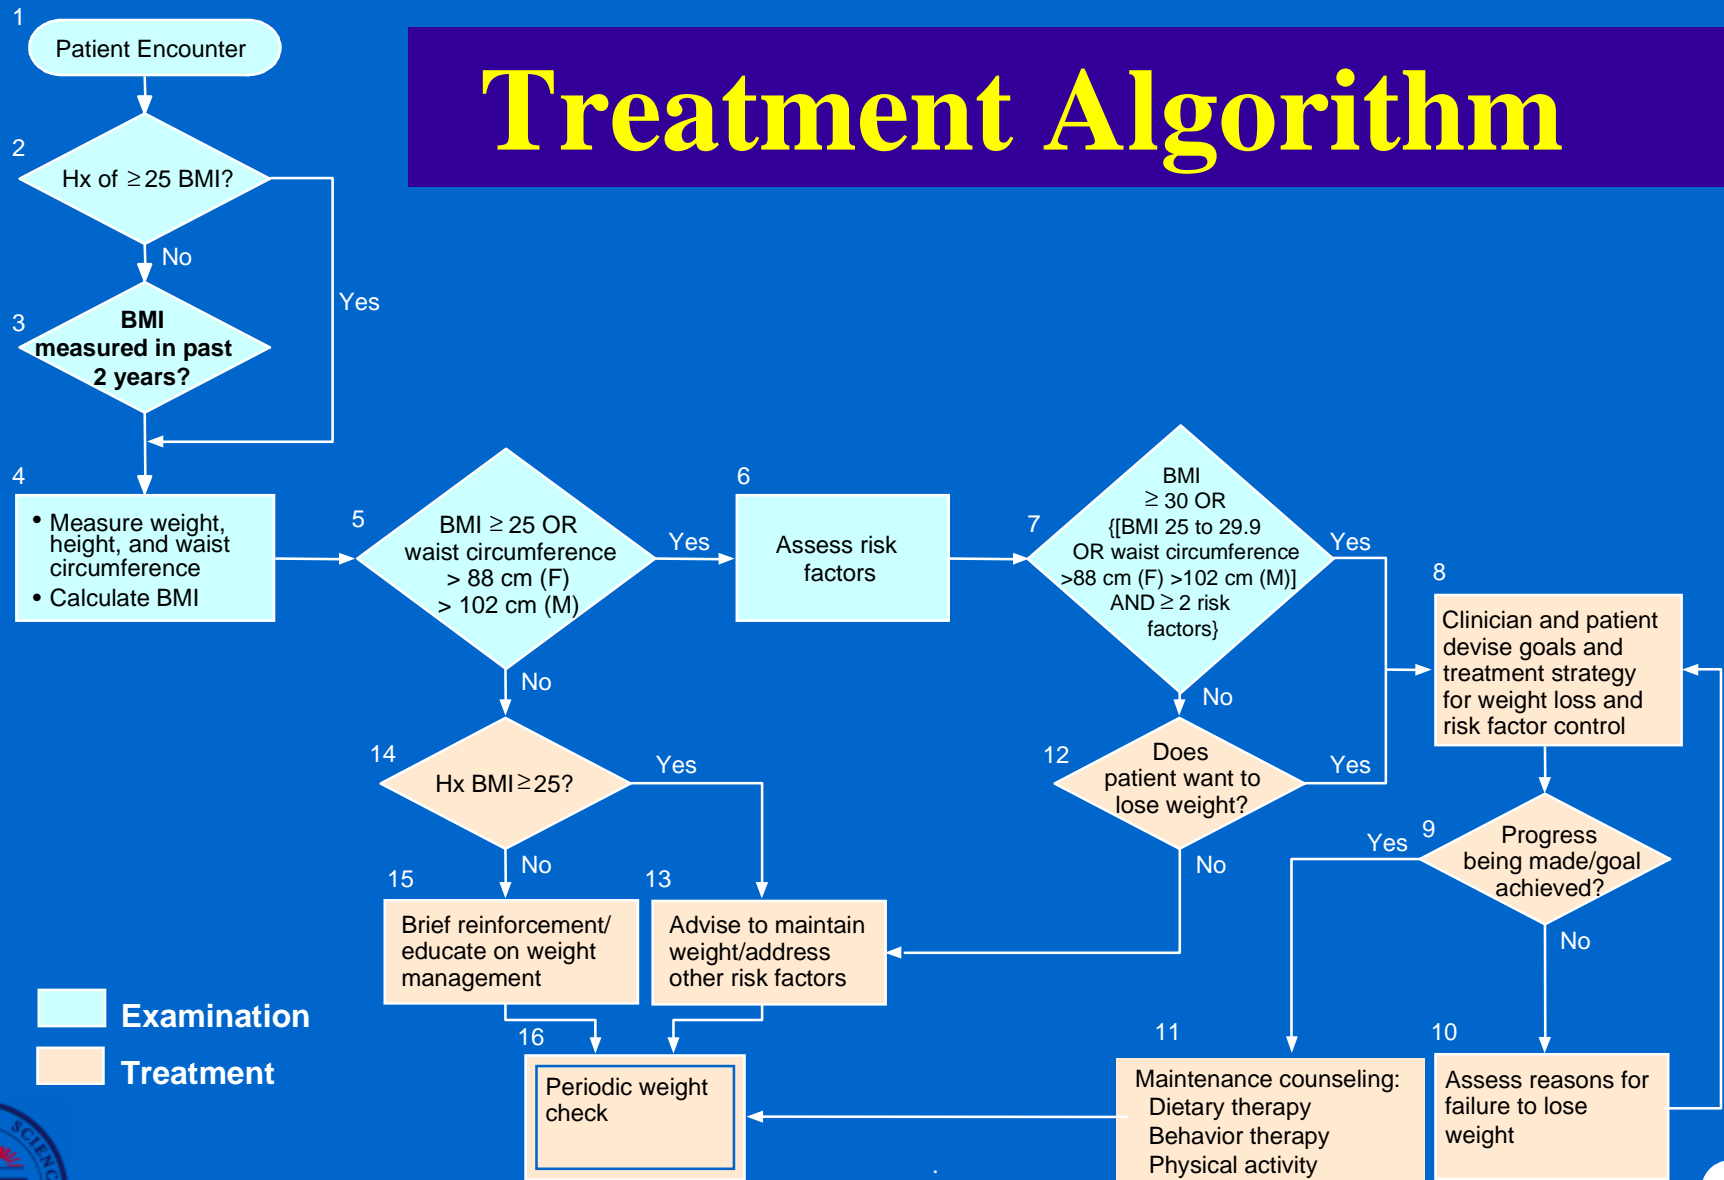 Treatment Algorithm
1
Patient Encounter
2
Hx of ≥ 25 BMI?
No
Yes
3
BMI
measured in past
2 years?
4
• Measure weight,
height, and waist
circumference
• Calculate BMI
5
BMI ≥ 25 OR
waist circumference
> 88 cm (F)
> 102 cm (M)
Yes
No
6
Assess risk
factors
7
BMI
≥ 30 OR
{[BMI 25 to 29.9
OR waist circumference
>88 cm (F) >102 cm (M)]
AND ≥ 2 risk
factors}
Yes
No
8
Clinician and patient
devise goals and
treatment strategy
for weight loss and
risk factor control
9
Progress
being made/goal
achieved?
Yes
No
12
Does
patient want to
lose weight?
Yes
No
14
Hx BMI ≥ 25?
Yes
No
15
Brief reinforcement/
educate on weight
management
13
Advise to maintain
weight/address
other risk factors
16
Periodic weight
check
11
Maintenance counseling:
Dietary therapy
Behavior therapy
Physical activity
10
Assess reasons for
failure to lose
weight
Examination
Treatment